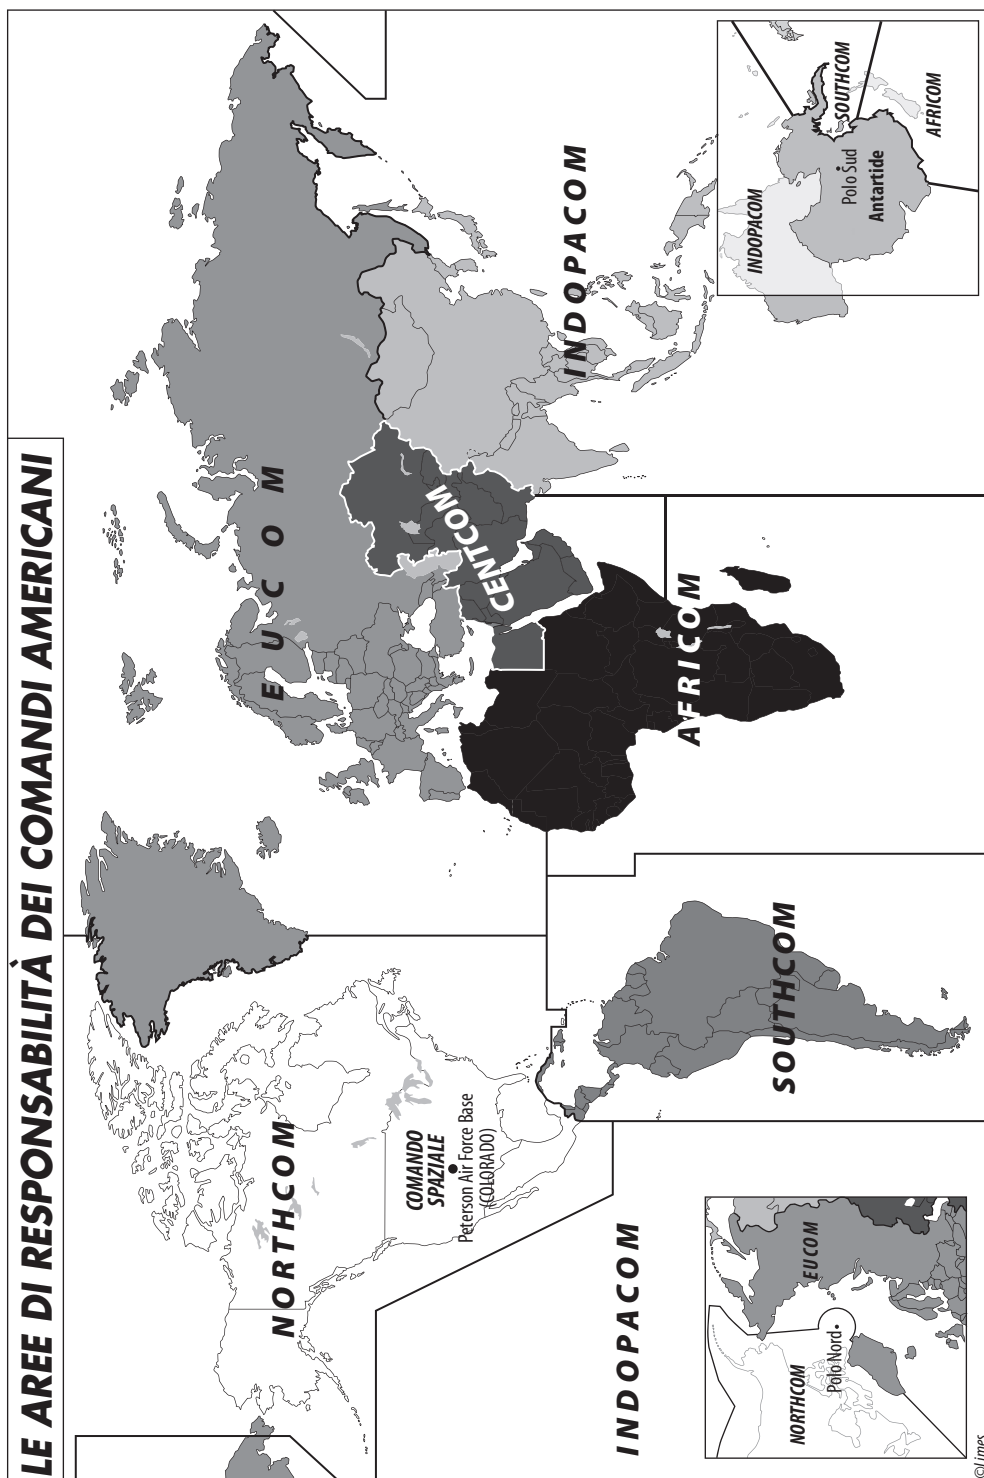 LE AREE DI RESPONSABILITÀ DEI COMANDI AMERICANI
NORTHCOM
EUCOM
COMANDO
SPAZIALE
Peterson Air Force Base
(COLORADO)
CENTCOM
INDOPACOM
INDOPACOM
AFRICOM
SOUTHCOM
NORTHCOM
Polo Nord
EUCOM
INDOPACOM
SOUTHCOM
Polo Sud
Antartide
AFRICOM
©Limes